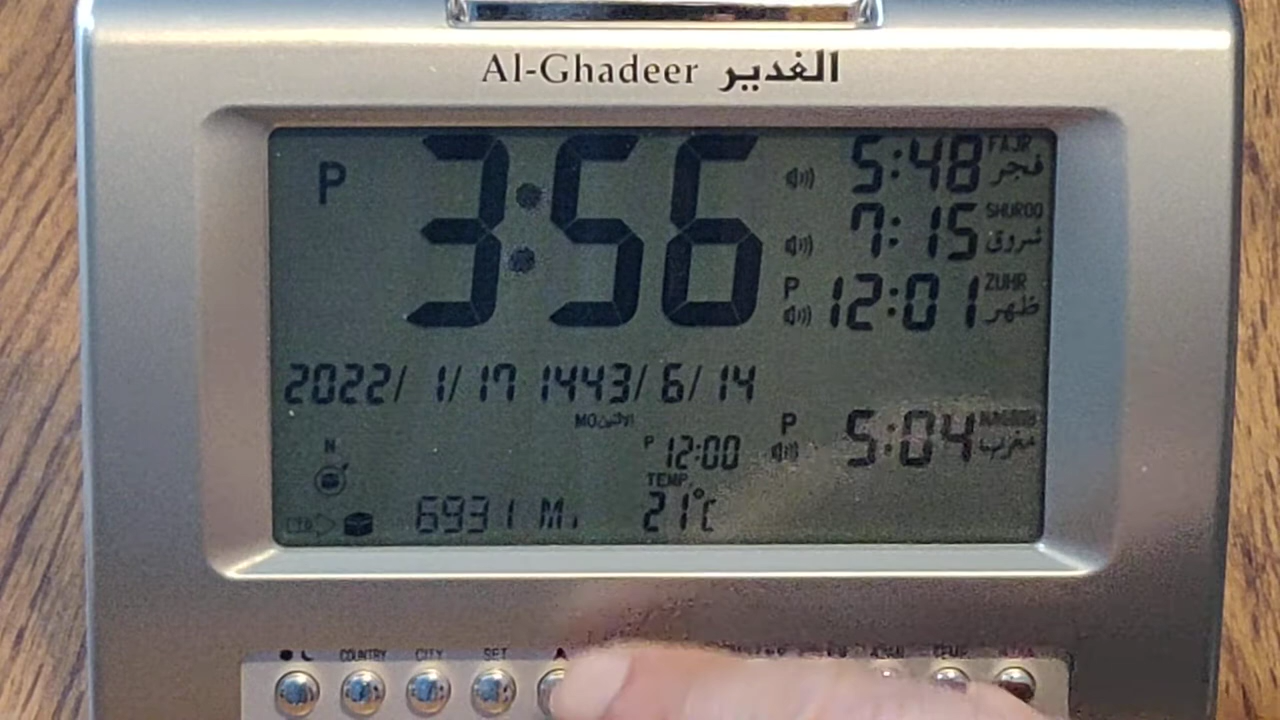 Al-Ghadeer الغدير
P 3:56
5:48 FAJR فجر
7:15 SHUROQ شروق
P 12:01 ZUHR ظهر
2022/ 1/17 1443/ 6/14
MO الاثنين
P 5:04 مغرب
N
P 12:00
TEMP.
6931 M.
21°C
COUNTRY CITY SET
TEMP.